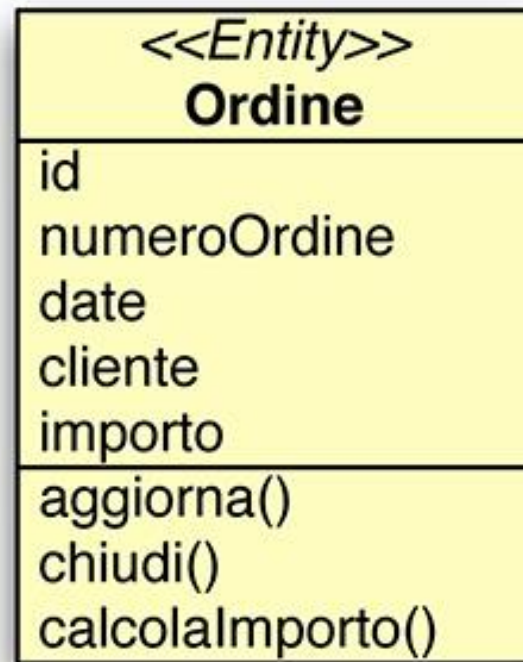 <<Entity>>
Ordine
id
numeroOrdine
date
cliente
importo
aggiorna()
chiudi()
calcolaImporto()